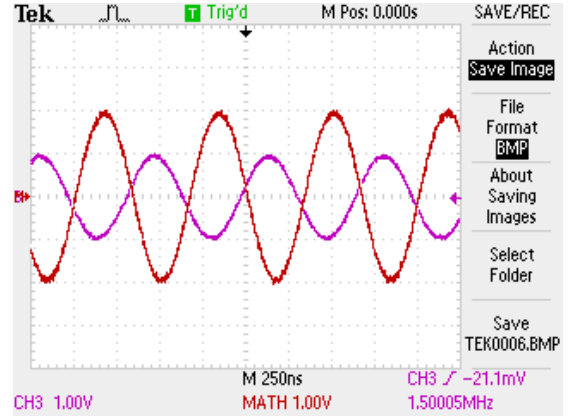 Tek
T Trig'd
M Pos: 0.000s
SAVE/REC
Action
Save Image
File
Format
BMP
About
Saving
Images
Select
Folder
Save
TEK0006.BMP
M 250ns
CH3 -21.1mV
CH3 1.00V
MATH 1.00V
1.50005MHz